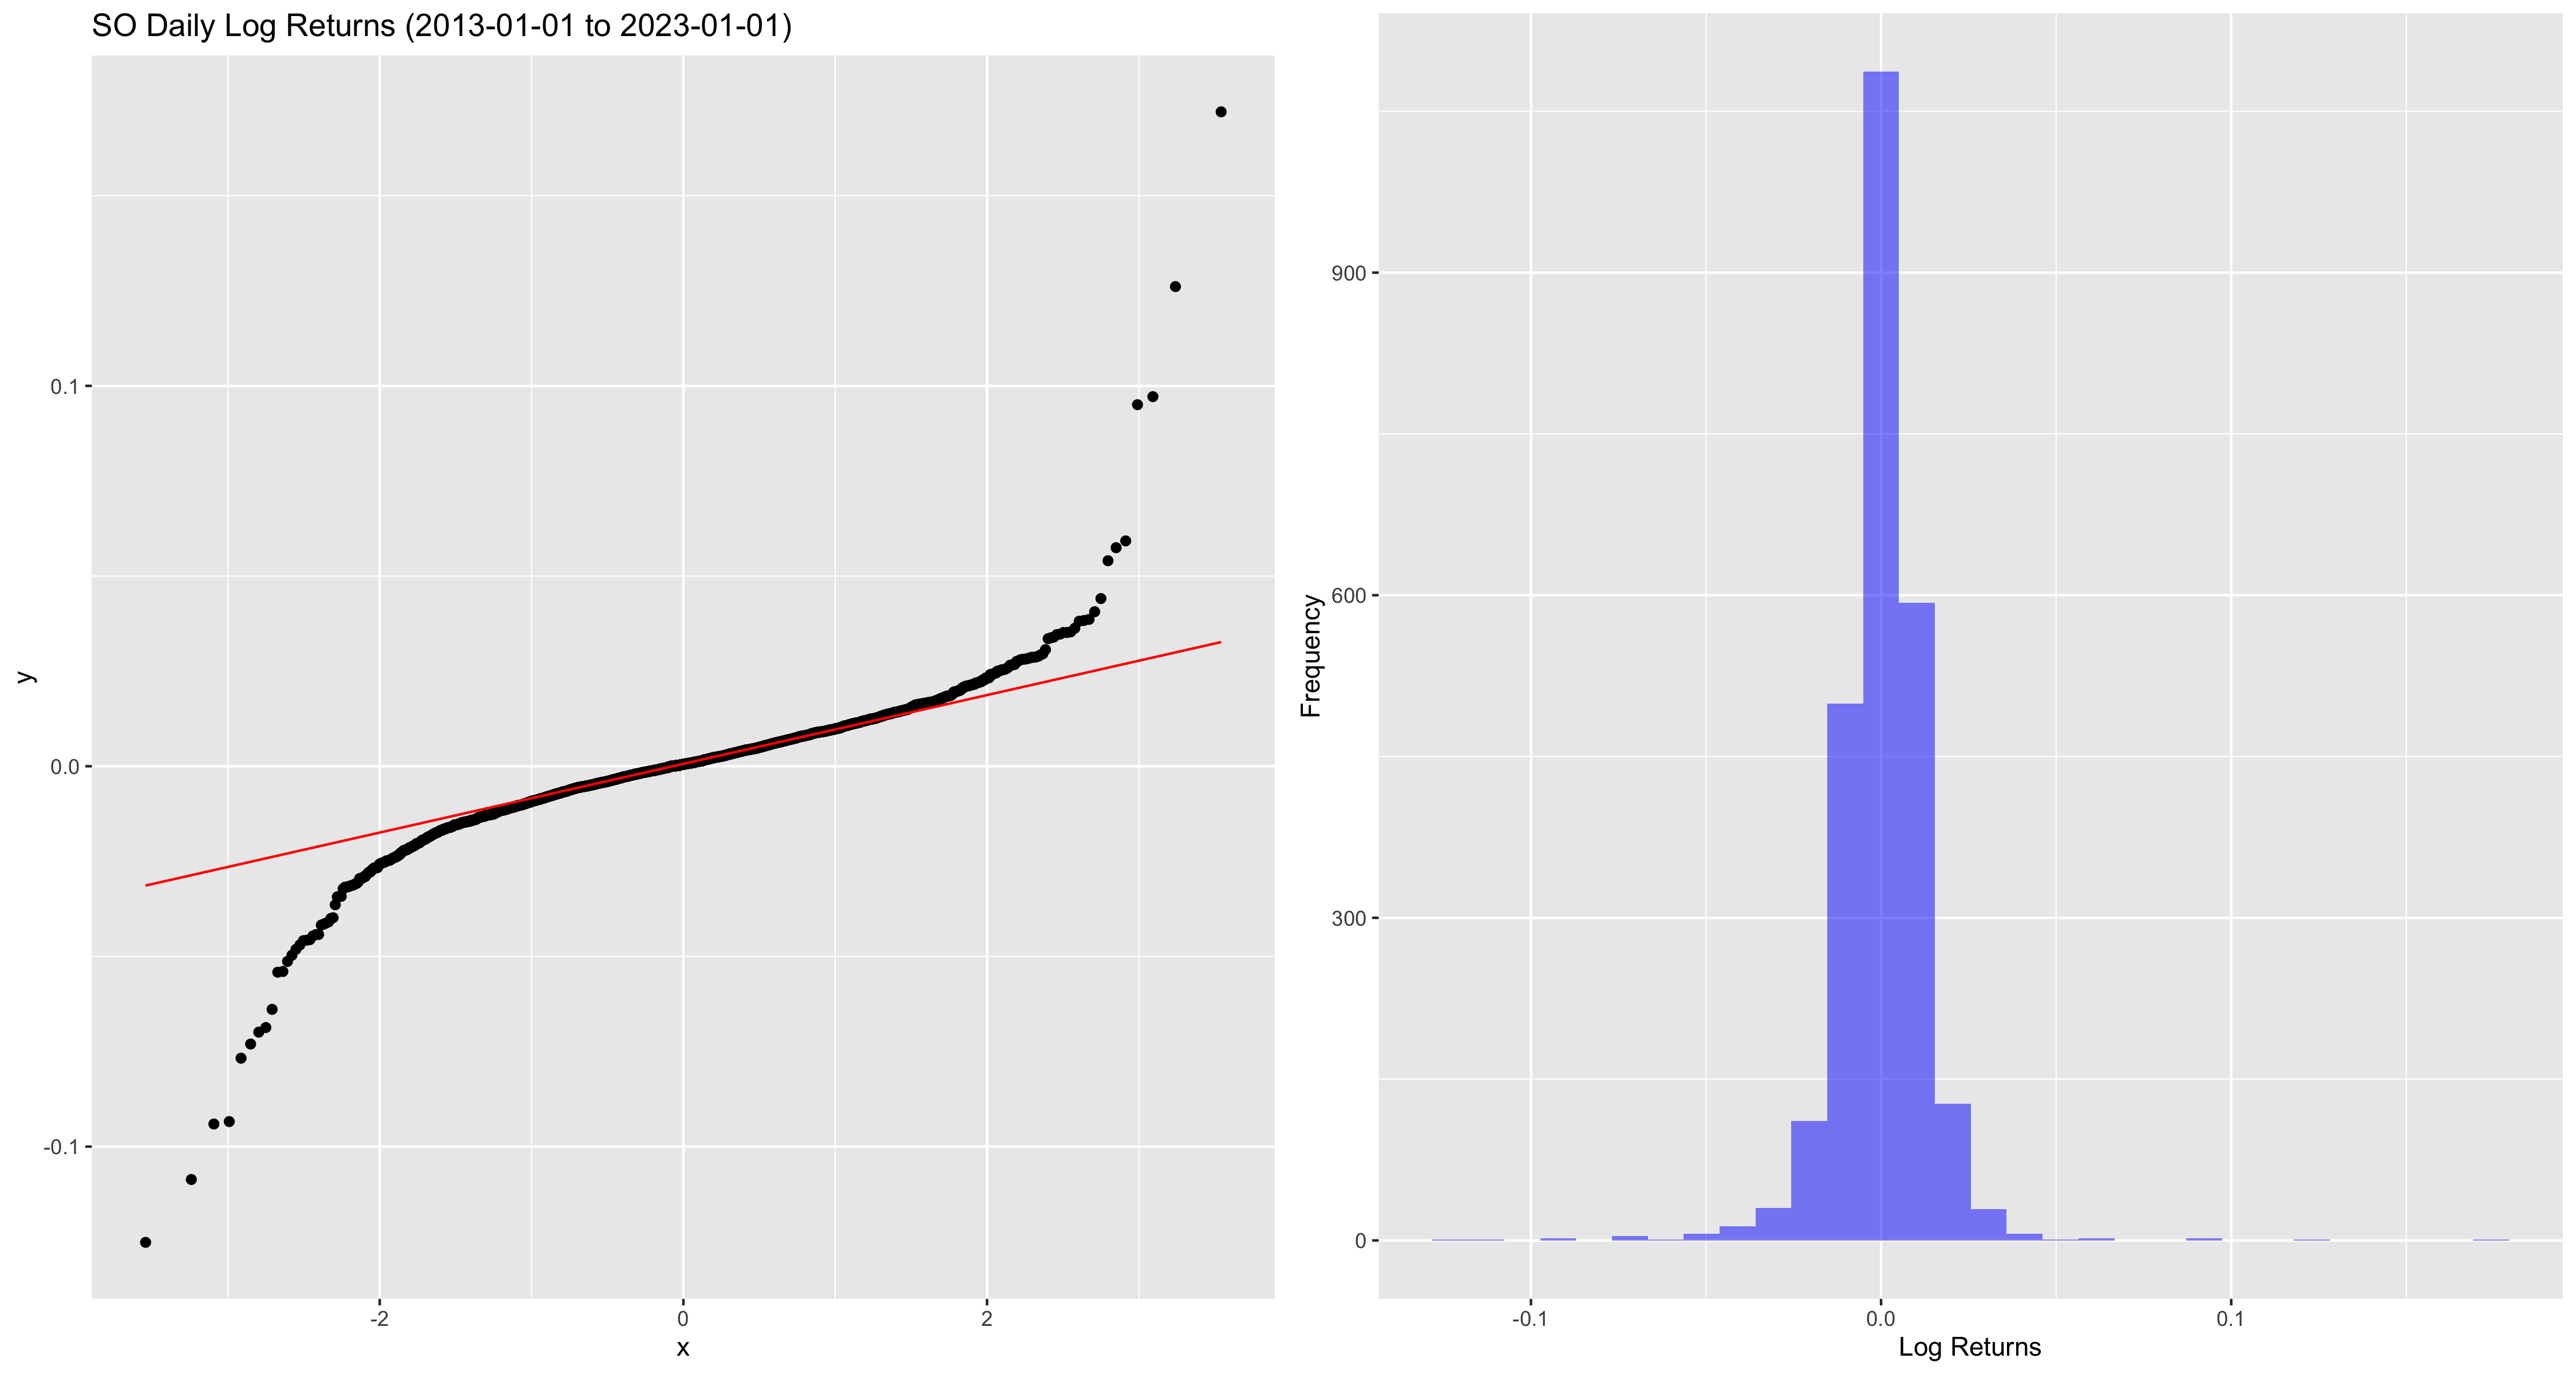 SO Daily Log Returns (2013-01-01 to 2023-01-01)
y
0.1
0.0
-0.1
-2
0
2
x
Frequency
900
600
300
0
-0.1
0.0
0.1
Log Returns